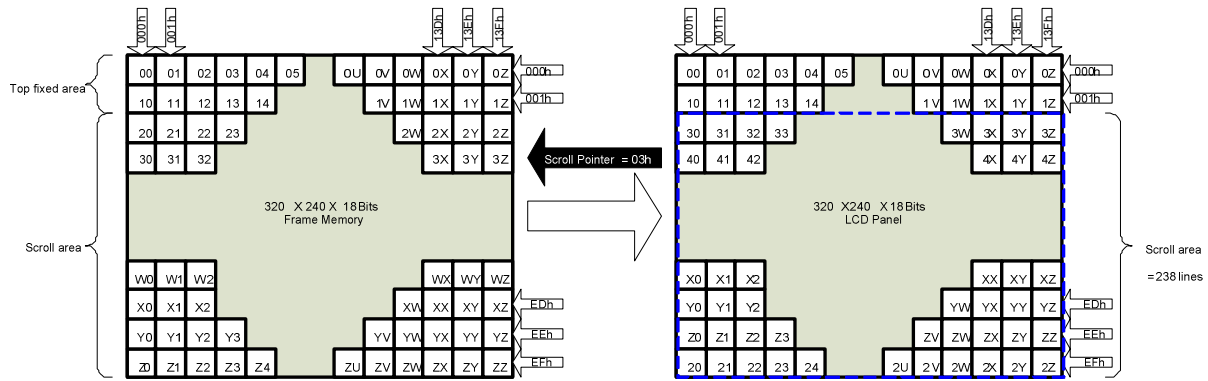 000h 001h 13Dh 13Eh 13Fh 000h 001h 13Dh 13Eh 13Fh
00 01 02 03 04 05 0U 0V 0W 0X 0Y 0Z 000h 00 01 02 03 04 05 0U 0V 0W 0X 0Y 0Z 000h
Top fixed area
10 11 12 13 14 1V 1W 1X 1Y 1Z 001h 10 11 12 13 14 1V 1W 1X 1Y 1Z 001h
20 21 22 23 2W 2X 2Y 2Z 30 31 32 33 3W 3X 3Y 3Z
30 31 32 3X 3Y 3Z Scroll Pointer = 03h 40 41 42 4X 4Y 4Z
320 X 240 X 18Bits 320 X240 X 18Bits
Frame Memory LCD Panel
Scroll area Scroll area
=238 lines
W0 W1 W2 WX WY WZ X0 X1 X2 XX XY XZ
X0 X1 X2 XW XX XY XZ EDh Y0 Y1 Y2 YW YX YY YZ EDh
Y0 Y1 Y2 Y3 YV YW YX YY YZ EEh Z0 Z1 Z2 Z3 ZV ZW ZX ZY ZZ EEh
Z0 Z1 Z2 Z3 Z4 ZU ZV ZW ZX ZY ZZ EFh 20 21 22 23 24 2U 2V 2W 2X 2Y 2Z EFh